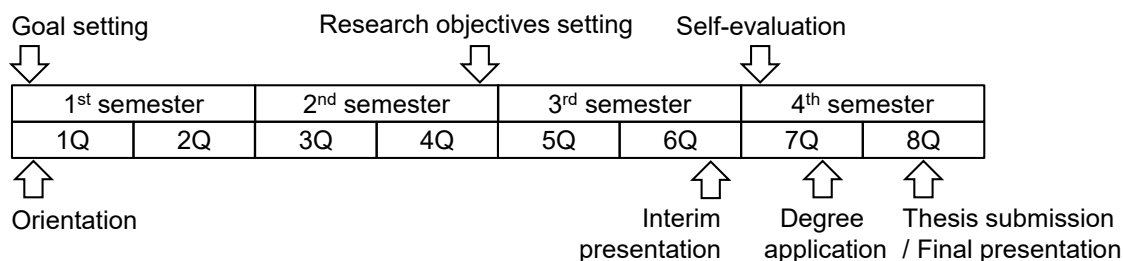 Goal setting
Research objectives setting
Self-evaluation
1st semester
2nd semester
3rd semester
4th semester
1Q
2Q
3Q
4Q
5Q
6Q
7Q
8Q
Orientation
Interim
presentation
Degree
application
Thesis submission
/ Final presentation